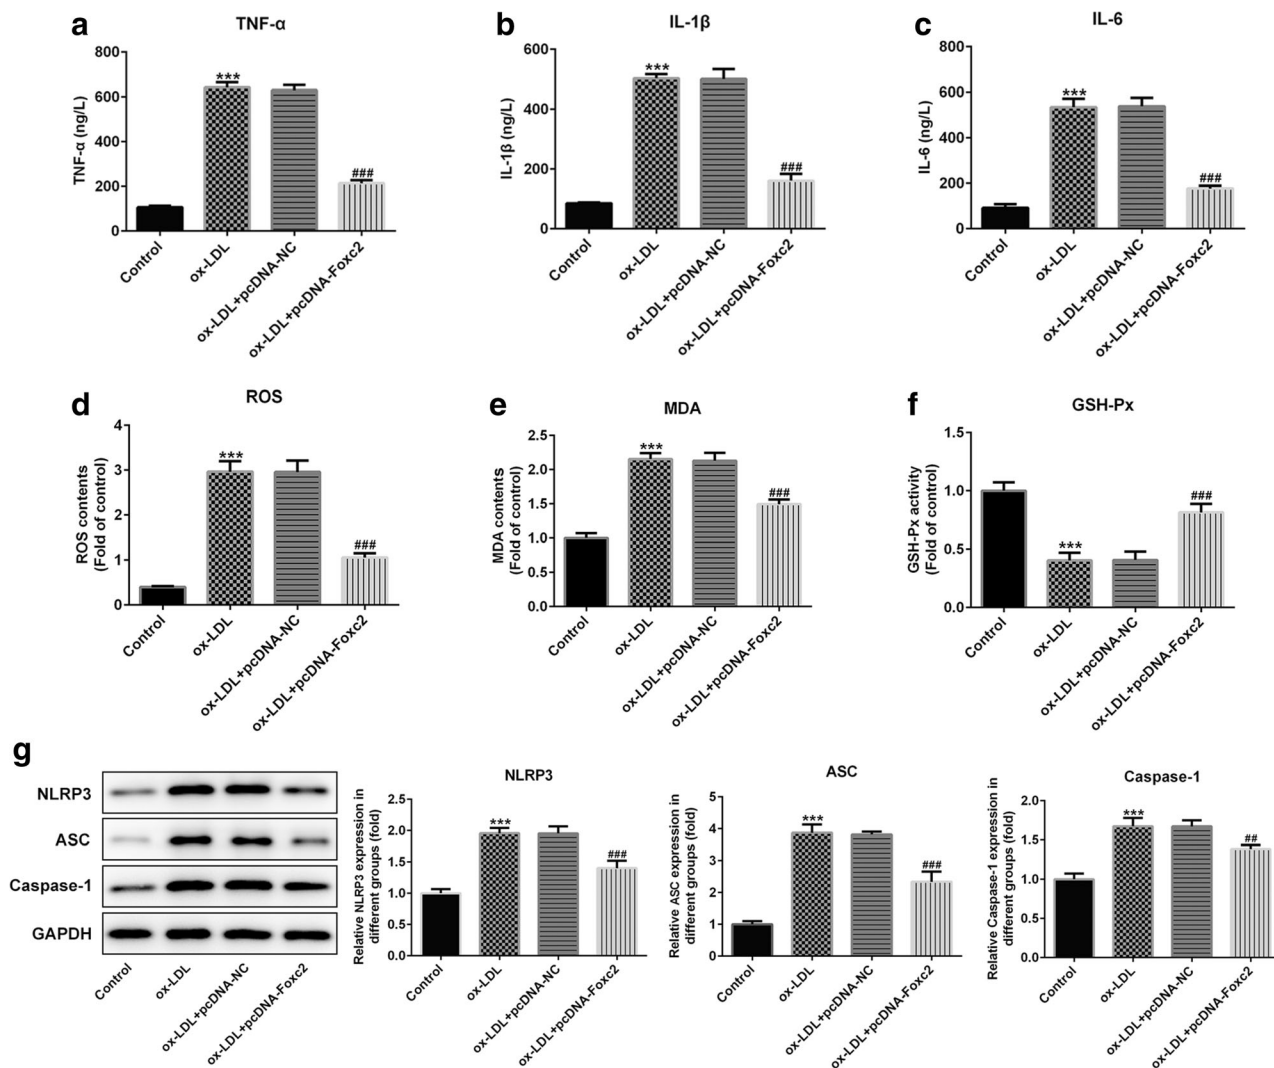 a
TNF-α
TNF-α (ng/L)
800
600
400
200
0
***
###
Control
ox-LDL
ox-LDL+pcDNA-NC
ox-LDL+pcDNA-Foxc2
b
IL-1β
IL-1β (ng/L)
600
400
200
0
***
###
Control
ox-LDL
ox-LDL+pcDNA-NC
ox-LDL+pcDNA-Foxc2
c
IL-6
IL-6 (ng/L)
800
600
400
200
0
***
###
Control
ox-LDL
ox-LDL+pcDNA-NC
ox-LDL+pcDNA-Foxc2
d
ROS
ROS contents
(Fold of control)
4
3
2
1
0
***
###
Control
ox-LDL
ox-LDL+pcDNA-NC
ox-LDL+pcDNA-Foxc2
e
MDA
MDA contents
(Fold of control)
2.5
2.0
1.5
1.0
0.5
0.0
***
###
Control
ox-LDL
ox-LDL+pcDNA-NC
ox-LDL+pcDNA-Foxc2
f
GSH-Px
GSH-Px activity
(Fold of control)
1.5
1.0
0.5
0.0
***
###
Control
ox-LDL
ox-LDL+pcDNA-NC
ox-LDL+pcDNA-Foxc2
g
NLRP3
ASC
Caspase-1
GAPDH
Control
ox-LDL
ox-LDL+pcDNA-NC
ox-LDL+pcDNA-Foxc2
NLRP3
Relative NLRP3 expression in
different groups (fold)
2.5
2.0
1.5
1.0
0.5
0.0
***
###
Control
ox-LDL
ox-LDL+pcDNA-NC
ox-LDL+pcDNA-Foxc2
ASC
Relative ASC expression in
different groups (fold)
5
4
3
2
1
0
***
###
Control
ox-LDL
ox-LDL+pcDNA-NC
ox-LDL+pcDNA-Foxc2
Caspase-1
Relative Caspase-1 expression in
different groups (fold)
2.0
1.5
1.0
0.5
0.0
***
##
Control
ox-LDL
ox-LDL+pcDNA-NC
ox-LDL+pcDNA-Foxc2